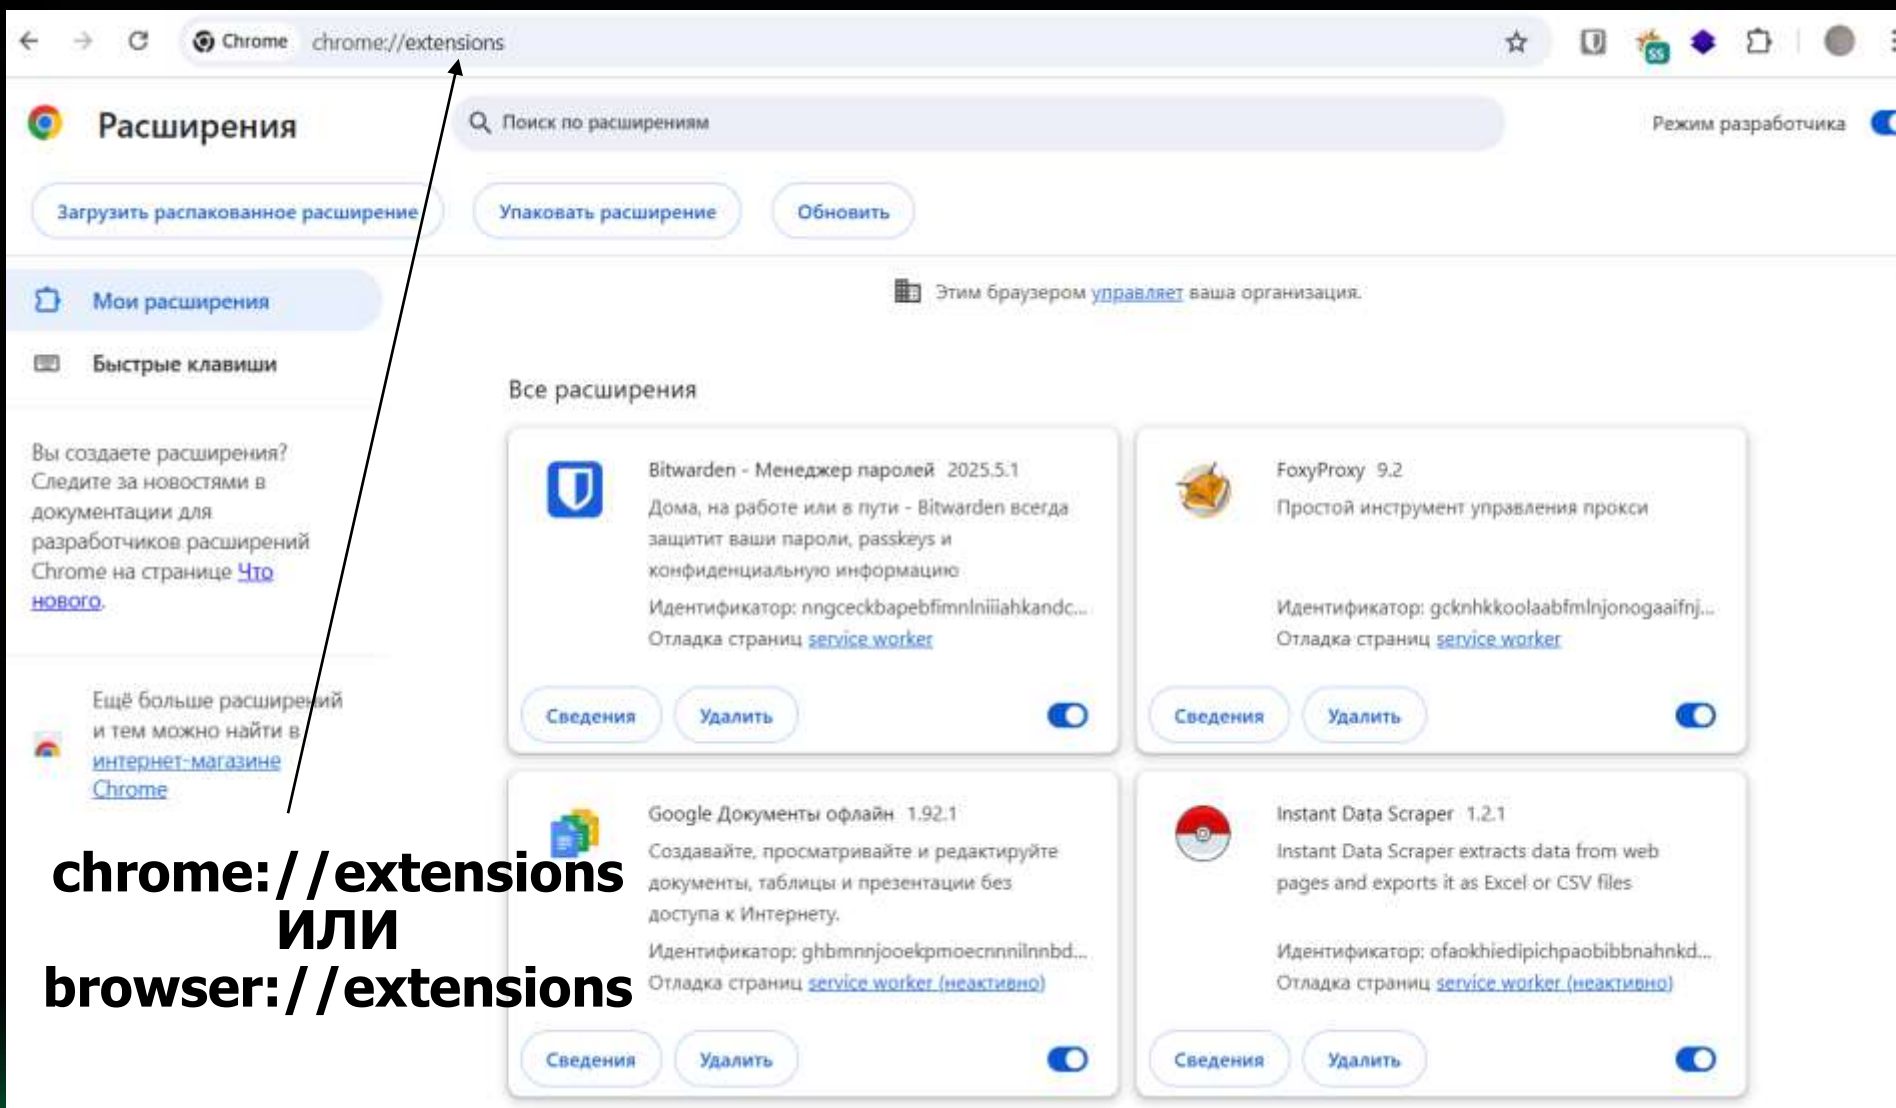 Chrome chrome://extensions
SS
Расширения
Поиск по расширениям
Режим разработчика
Загрузить распакованное расширение
Упаковать расширение
Обновить
Мои расширения
Быстрые клавиши
Этим браузером управляет ваша организация.
Вы создаете расширения?
Следите за новостями в
документации для
разработчиков расширений
Chrome на странице Что
нового.
Ещё больше расширений
и тем можно найти в
интернет-магазине
Chrome
Все расширения
Bitwarden - Менеджер паролей 2025.5.1
Дома, на работе или в пути - Bitwarden всегда
защитит ваши пароли, passkeys и
конфиденциальную информацию
Идентификатор: nngceckbapebfimnlniiiahkandc...
Отладка страниц service worker
Сведения
Удалить
FoxyProxy 9.2
Простой инструмент управления прокси
Идентификатор: gcknhkkoolaabfmlnjonogaaifnj...
Отладка страниц service worker
Сведения
Удалить
Google Документы офлайн 1.92.1
Создавайте, просматривайте и редактируйте
документы, таблицы и презентации без
доступа к Интернету.
Идентификатор: ghbmnnjooekpmoecnnnilnnbd...
Отладка страниц service worker (неактивно)
Сведения
Удалить
Instant Data Scraper 1.2.1
Instant Data Scraper extracts data from web
pages and exports it as Excel or CSV files
Идентификатор: ofaokhiedipichpaobibbnahnkd...
Отладка страниц service worker (неактивно)
Сведения
Удалить
chrome://extensions
ИЛИ
browser://extensions